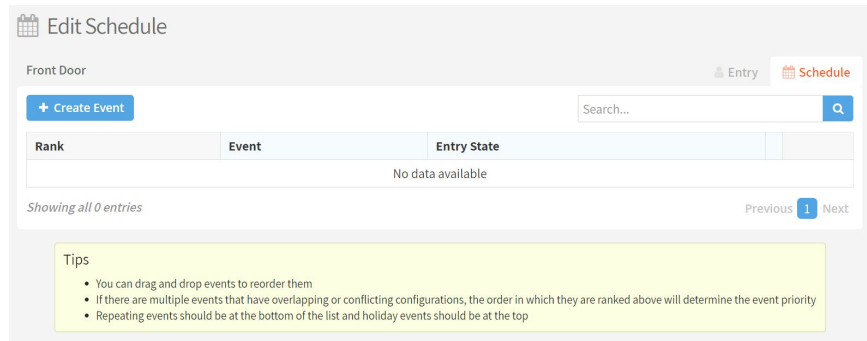 Edit Schedule
Front Door
Entry
Schedule
+ Create Event
Search...
Rank Event Entry State
No data available
Showing all 0 entries
Previous 1 Next
Tips
• You can drag and drop events to reorder them
• If there are multiple events that have overlapping or conflicting configurations, the order in which they are ranked above will determine the event priority
• Repeating events should be at the bottom of the list and holiday events should be at the top